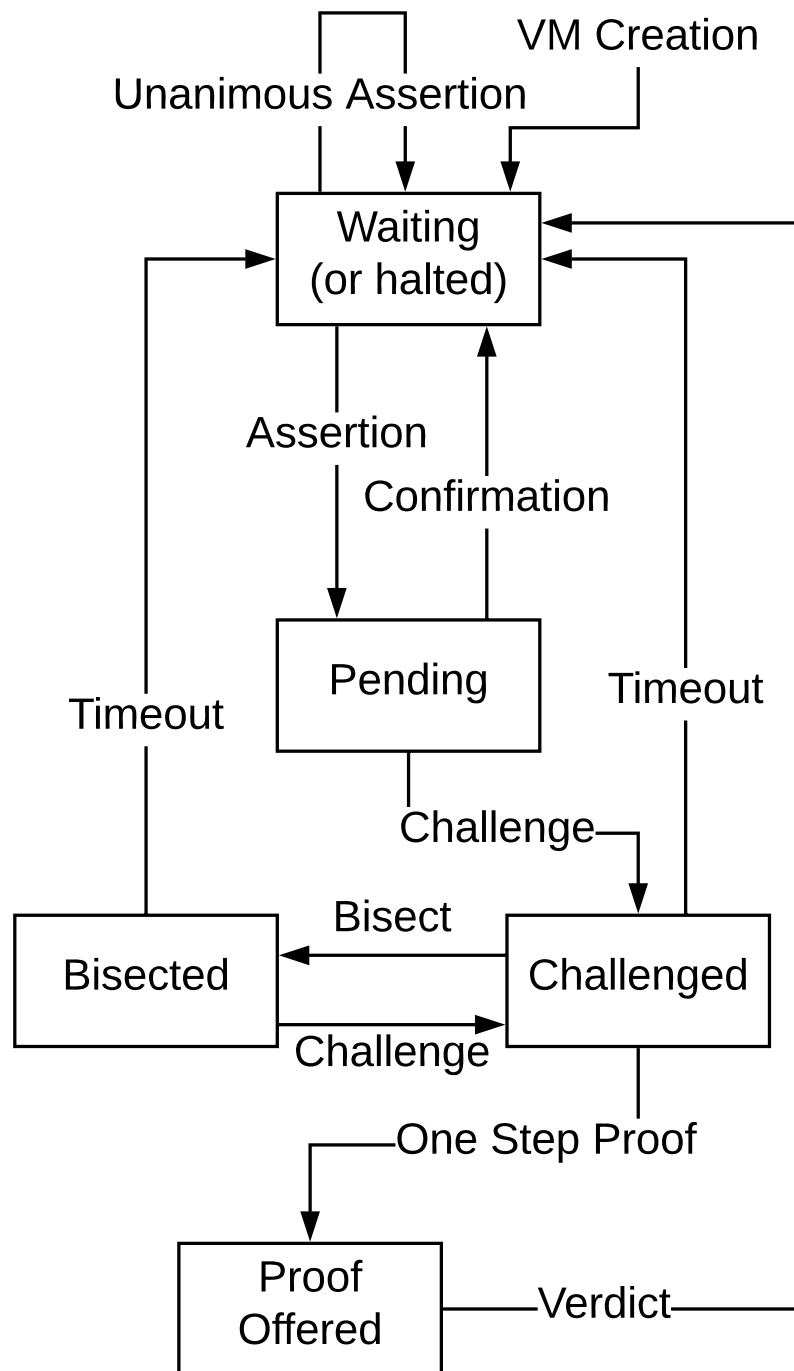 VM Creation
Unanimous Assertion
Waiting
(or halted)
Assertion
Confirmation
Pending
Timeout
Timeout
Challenge
Bisect
Bisected
Challenged
Challenge
One Step Proof
Proof
Offered
Verdict